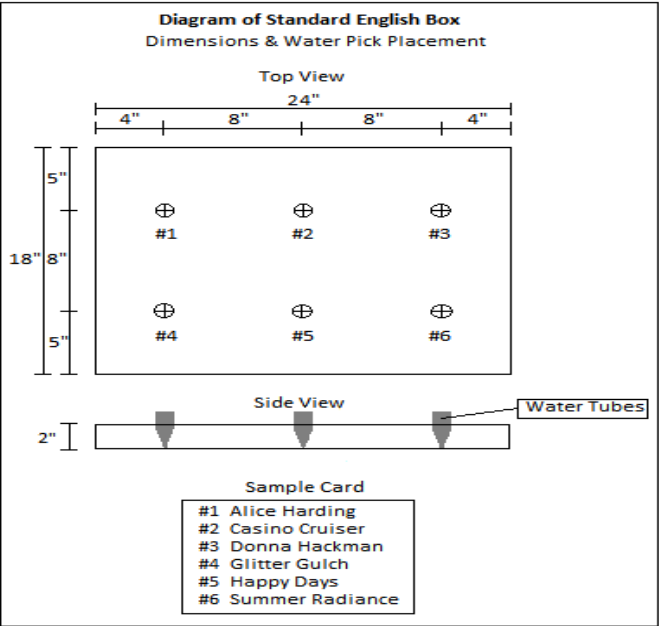 Diagram of Standard English Box
Dimensions & Water Pick Placement
Top View
24"
4" 8" 8" 4"
5"
#1 #2 #3
18" 8"
#4 #5 #6
5"
Side View
Water Tubes
2"
Sample Card
#1 Alice Harding
#2 Casino Cruiser
#3 Donna Hackman
#4 Glitter Gulch
#5 Happy Days
#6 Summer Radiance